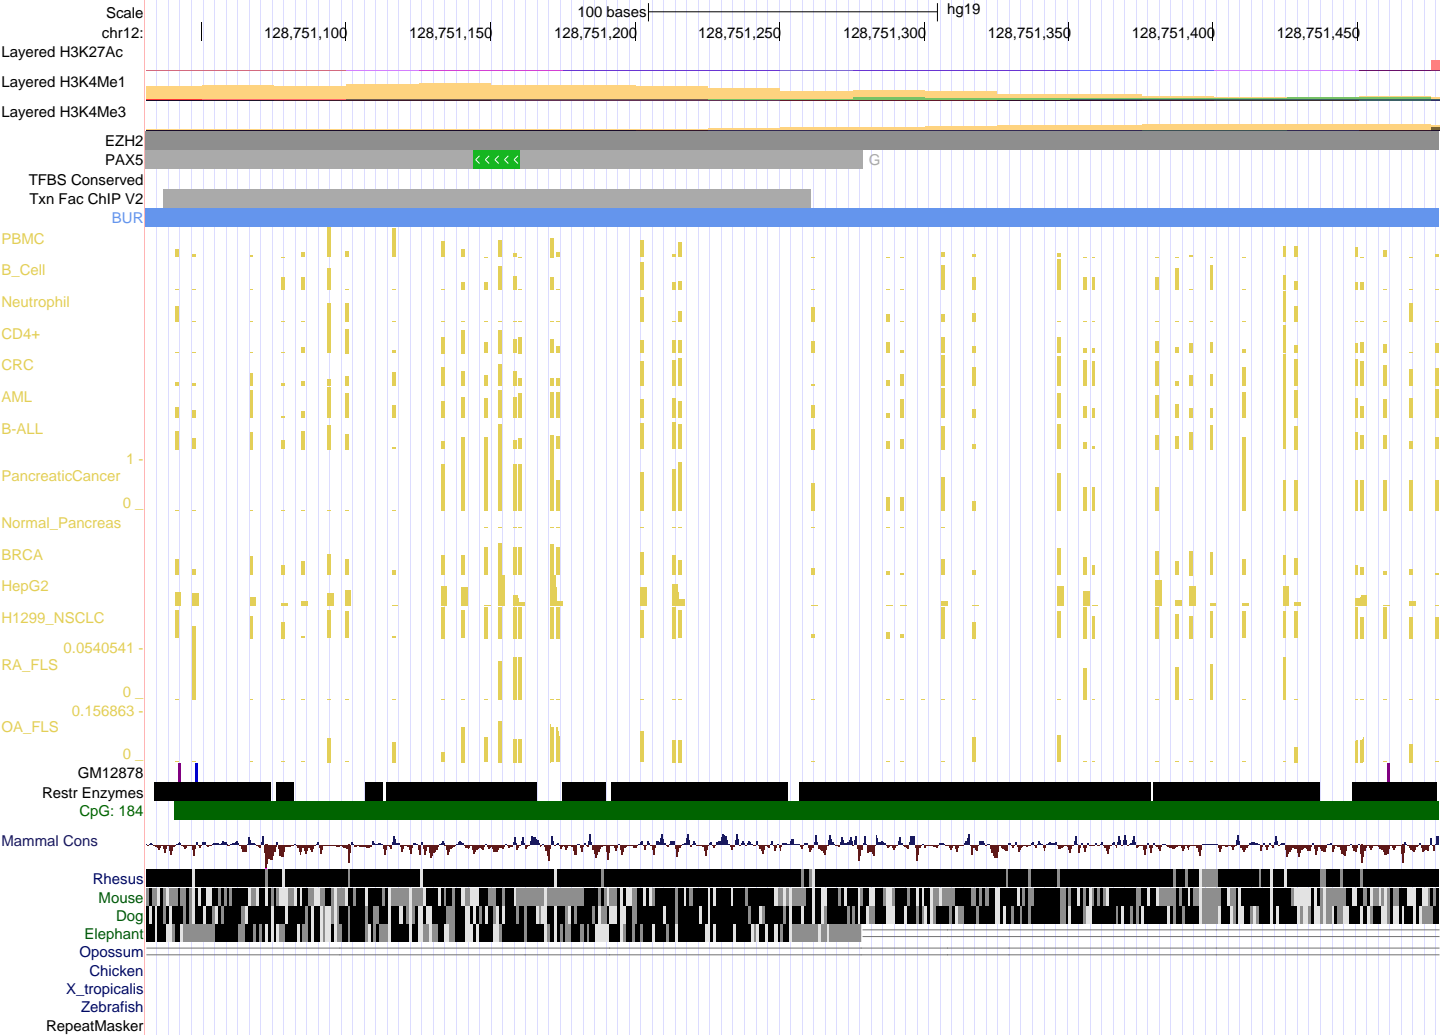 Scale 100 bases hg19
chr12: 128,751,100 128,751,150 128,751,200 128,751,250 128,751,300 128,751,350 128,751,400 128,751,450
Layered H3K27Ac
Layered H3K4Me1
Layered H3K4Me3
EZH2
PAX5 G
TFBS Conserved
Txn Fac ChIP V2
BUR
PBMC
B_Cell
Neutrophil
CD4+
CRC
AML
B-ALL
1 -
PancreaticCancer
0 _
Normal_Pancreas
BRCA
HepG2
H1299_NSCLC
0.0540541 -
RA_FLS
0 _
0.156863 -
OA_FLS
0 _
GM12878
Restr Enzymes
CpG: 184
Mammal Cons
Rhesus
Mouse
Dog
Elephant
Opossum
Chicken
X_tropicalis
Zebrafish
RepeatMasker